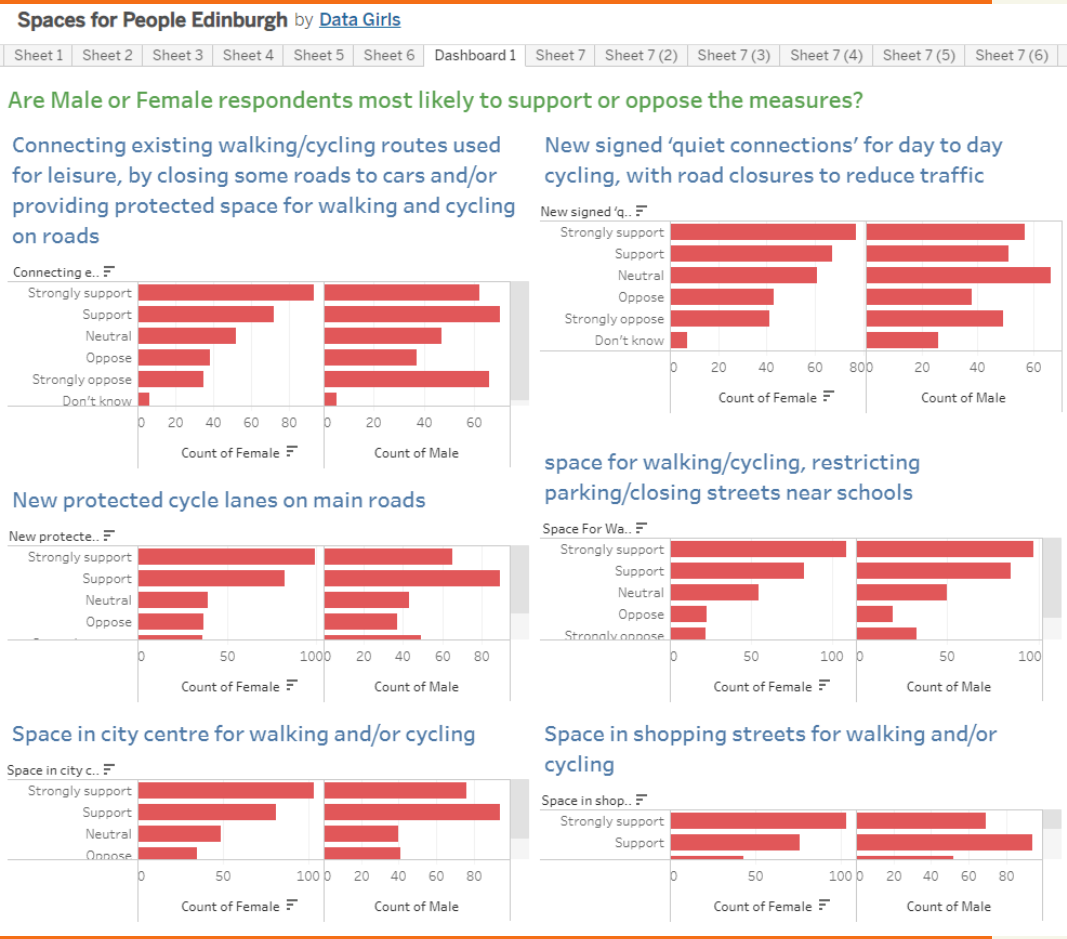 Spaces for People Edinburgh by Data Girls
Sheet 1 Sheet 2 Sheet 3 Sheet 4 Sheet 5 Sheet 6 Dashboard 1 Sheet 7 Sheet 7 (2) Sheet 7 (3) Sheet 7 (4) Sheet 7 (5) Sheet 7 (6)
Are Male or Female respondents most likely to support or oppose the measures?
Connecting existing walking/cycling routes used
for leisure, by closing some roads to cars and/or
providing protected space for walking and cycling
on roads
Connecting e..
Strongly support
Support
Neutral
Oppose
Strongly oppose
Don't know
0 20 40 60 80 0 20 40 60
Count of Female Count of Male
New signed ‘quiet connections’ for day to day
cycling, with road closures to reduce traffic
New signed ‘q..
Strongly support
Support
Neutral
Oppose
Strongly oppose
Don't know
0 20 40 60 80 0 20 40 60
Count of Female Count of Male
New protected cycle lanes on main roads
New protecte..
Strongly support
Support
Neutral
Oppose
0 50 100 0 20 40 60 80
Count of Female Count of Male
space for walking/cycling, restricting
parking/closing streets near schools
Space For Wa..
Strongly support
Support
Neutral
Oppose
Strongly oppose
0 50 100 0 50 100
Count of Female Count of Male
Space in city centre for walking and/or cycling
Space in city c..
Strongly support
Support
Neutral
Oppose
0 50 100 0 20 40 60 80
Count of Female Count of Male
Space in shopping streets for walking and/or
cycling
Space in shop..
Strongly support
Support
0 50 100 0 20 40 60 80
Count of Female Count of Male